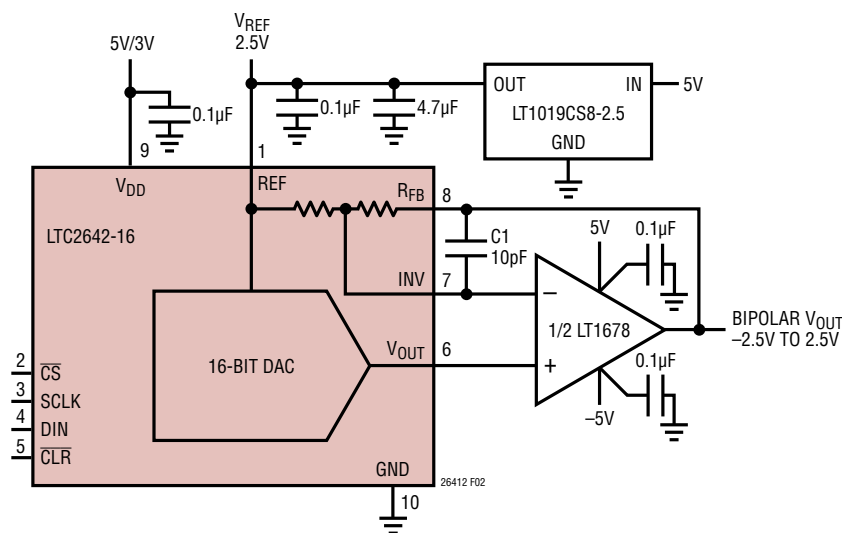 5V/3V
VREF
2.5V
0.1µF
0.1µF
4.7µF
OUT
IN
5V
LT1019CS8-2.5
GND
9
1
VDD
REF
RFB
8
LTC2642-16
C1
10pF
INV
7
5V
0.1µF
–
1/2 LT1678
+
BIPOLAR VOUT
–2.5V TO 2.5V
16-BIT DAC
VOUT
6
0.1µF
–5V
2
CS
3
SCLK
4
DIN
5
CLR
GND
10
26412 F02